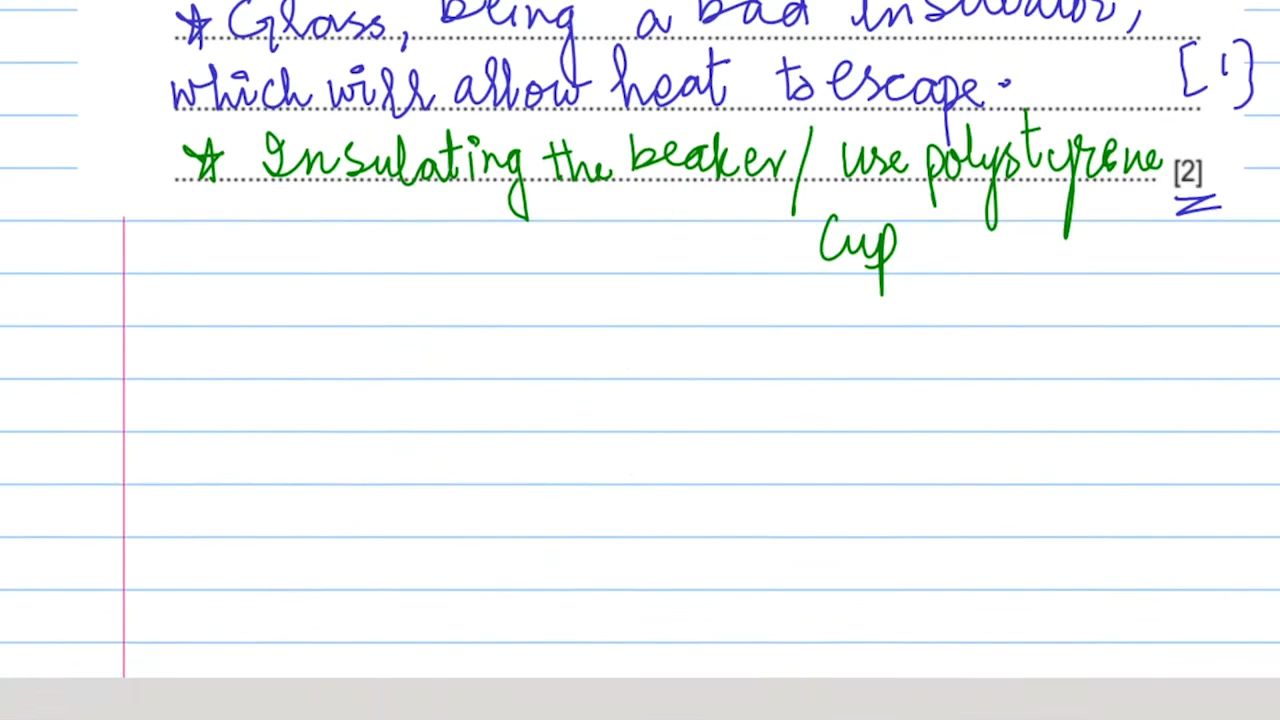 ★ Glass, being a bad insulator,
which will allow heat to escape. [1]
★ Insulating the beaker/ use polystyrene [2]
cup